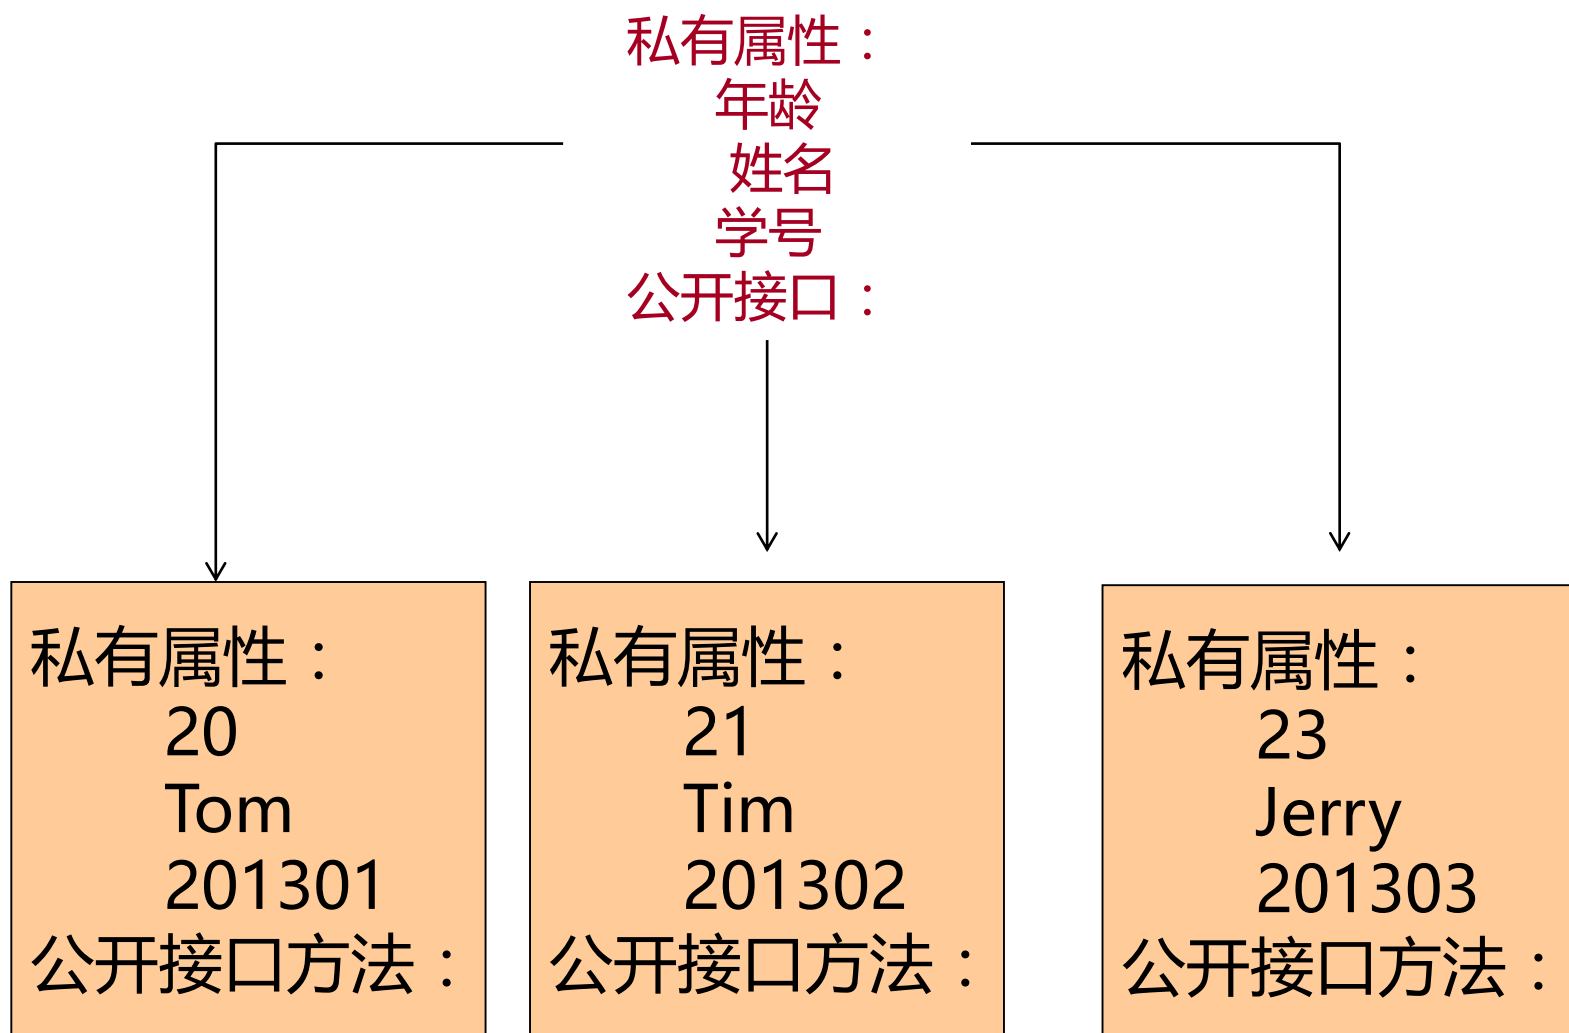 私有属性：
年龄
姓名
学号
公开接口：
私有属性：
20
Tom
201301
公开接口方法：
私有属性：
21
Tim
201302
公开接口方法：
私有属性：
23
Jerry
201303
公开接口方法：